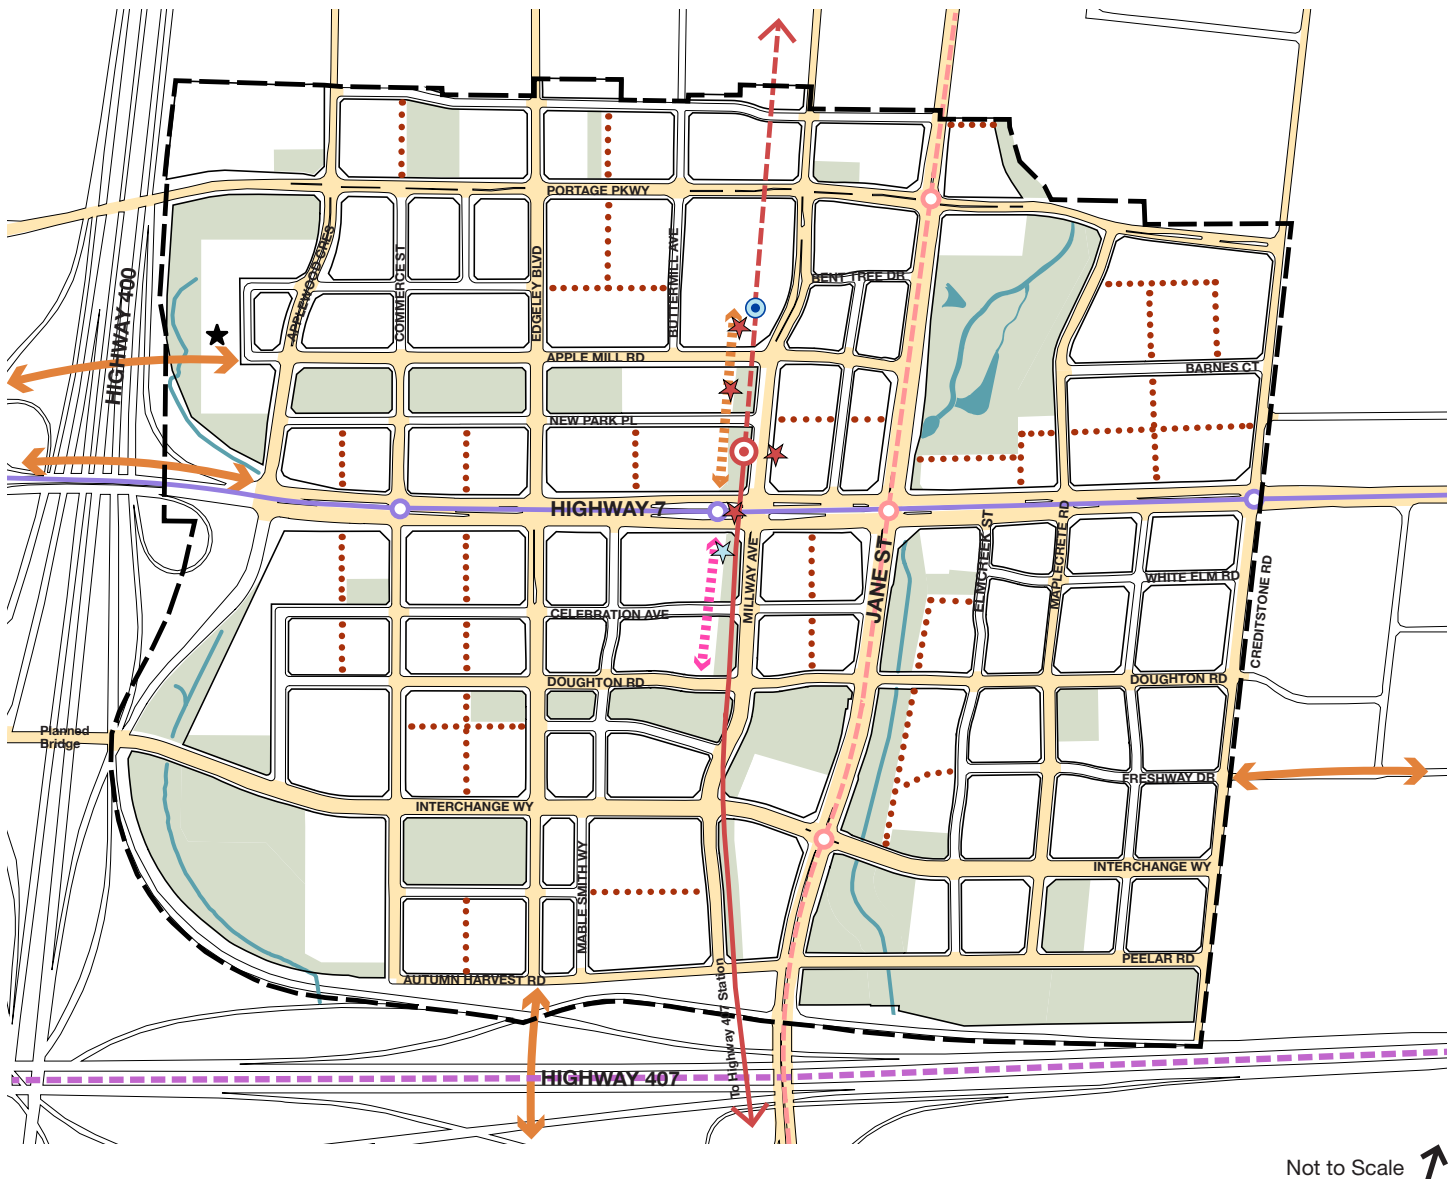 PORTAGE PKWY
APPLEWOOD CRES
COMMERCE ST
EDGELEY BLVD
BUTTERMILL AVE
BENT TREE DR
HIGHWAY 400
APPLE MILL RD
BARNES CT
NEW PARK PL
HIGHWAY 7
JANE ST
MILLWAY AVE
ELMCREEK ST
MAPLECRETE RD
WHITE ELM RD
CREDITSTONE RD
CELEBRATION AVE
DOUGHTON RD
DOUGHTON RD
Planned
Bridge
FRESHWAY DR
INTERCHANGE WY
INTERCHANGE WY
MABLE SMITH WY
PEELAR RD
AUTUMN HARVEST RD
To Highway 407 Station
HIGHWAY 407
Not to Scale